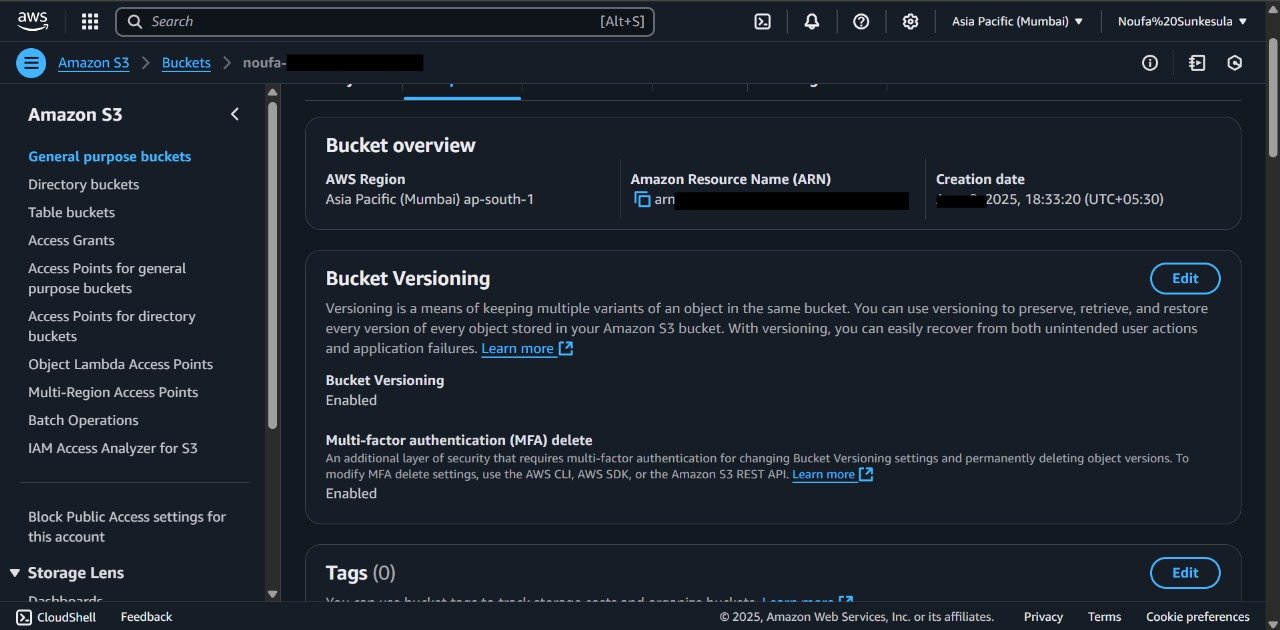 aws
Search [Alt+S]
Asia Pacific (Mumbai) ▼
Noufa%20Sunkesula ▼
Amazon S3 > Buckets > noufa-
Amazon S3
General purpose buckets
Directory buckets
Table buckets
Access Grants
Access Points for general
purpose buckets
Access Points for directory
buckets
Object Lambda Access Points
Multi-Region Access Points
Batch Operations
IAM Access Analyzer for S3
Block Public Access settings for
this account
▼ Storage Lens
Dashboards
Bucket overview
AWS Region
Asia Pacific (Mumbai) ap-south-1
Amazon Resource Name (ARN)
arn
Creation date
2025, 18:33:20 (UTC+05:30)
Bucket Versioning
Edit
Versioning is a means of keeping multiple variants of an object in the same bucket. You can use versioning to preserve, retrieve, and restore
every version of every object stored in your Amazon S3 bucket. With versioning, you can easily recover from both unintended user actions
and application failures. Learn more
Bucket Versioning
Enabled
Multi-factor authentication (MFA) delete
An additional layer of security that requires multi-factor authentication for changing Bucket Versioning settings and permanently deleting object versions. To
modify MFA delete settings, use the AWS CLI, AWS SDK, or the Amazon S3 REST API. Learn more
Enabled
Tags (0)
Edit
You can use bucket tags to track storage costs and organize buckets. Learn more
CloudShell
Feedback
© 2025, Amazon Web Services, Inc. or its affiliates.
Privacy
Terms
Cookie preferences